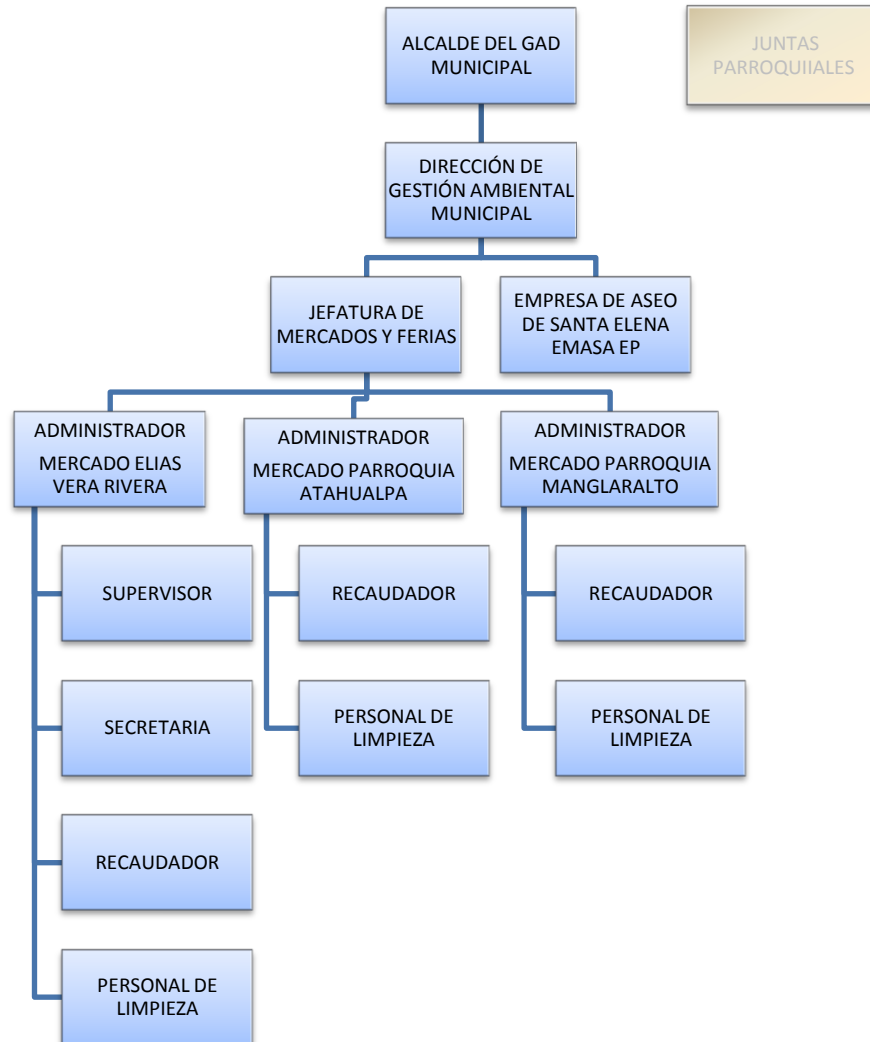 ALCALDE DEL GAD
MUNICIPAL
JUNTAS
PARROQUIIALES
DIRECCIÓN DE
GESTIÓN AMBIENTAL
MUNICIPAL
JEFATURA DE
MERCADOS Y FERIAS
EMPRESA DE ASEO
DE SANTA ELENA
EMASA EP
ADMINISTRADOR
MERCADO ELIAS
VERA RIVERA
ADMINISTRADOR
MERCADO PARROQUIA
ATAHUALPA
ADMINISTRADOR
MERCADO PARROQUIA
MANGLARALTO
SUPERVISOR
RECAUDADOR
RECAUDADOR
SECRETARIA
PERSONAL DE
LIMPIEZA
PERSONAL DE
LIMPIEZA
RECAUDADOR
PERSONAL DE
LIMPIEZA